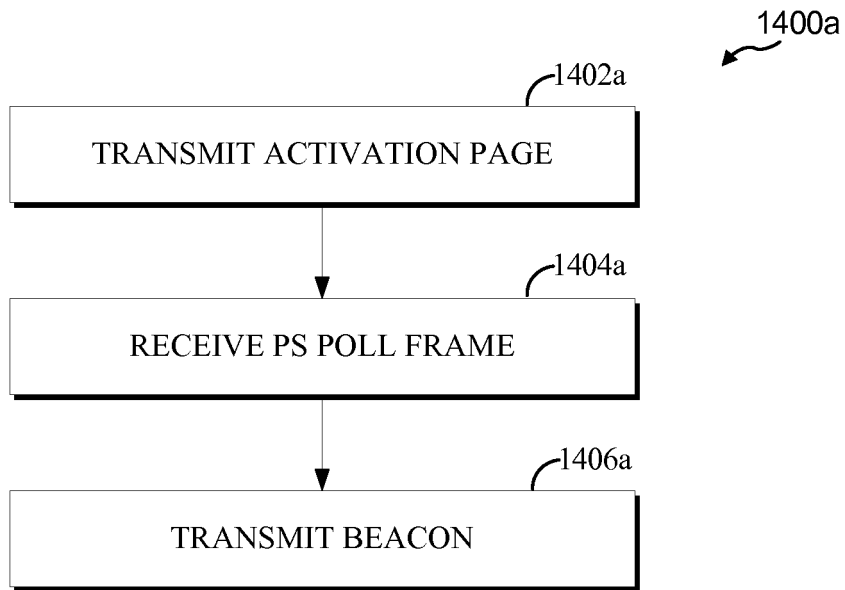 1400a
1402a
TRANSMIT ACTIVATION PAGE
1404a
RECEIVE PS POLL FRAME
1406a
TRANSMIT BEACON